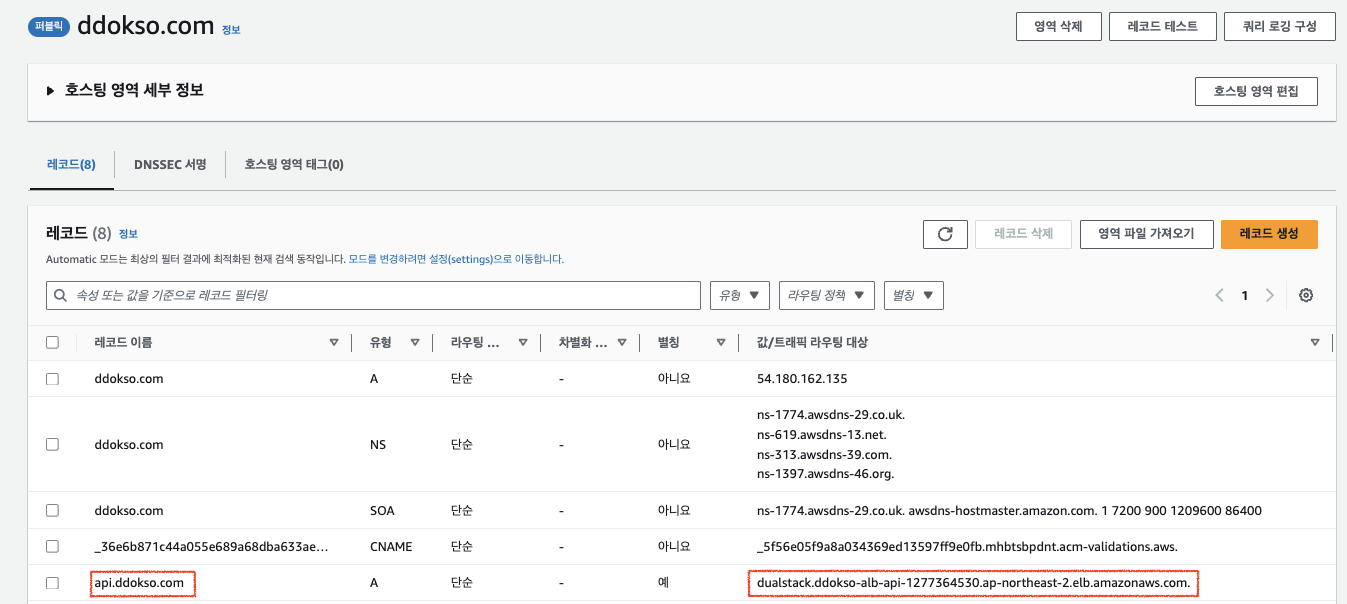 퍼블릭 ddokso.com 정보
영역 삭제 레코드 테스트 쿼리 로깅 구성
호스팅 영역 세부 정보 호스팅 영역 편집
레코드(8) DNSSEC 서명 호스팅 영역 태그(0)
레코드 (8) 정보
레코드 삭제 영역 파일 가져오기 레코드 생성
Automatic 모드는 최상의 필터 결과에 최적화된 현재 검색 동작입니다. 모드를 변경하려면 설정(settings)으로 이동합니다.
속성 또는 값을 기준으로 레코드 필터링 유형 라우팅 정책 별칭 1
레코드 이름 유형 라우팅 ... 차별화 ... 별칭 값/트래픽 라우팅 대상
ddokso.com A 단순 - 아니요 54.180.162.135
ddokso.com NS 단순 - 아니요 ns-1774.awsdns-29.co.uk.
ns-619.awsdns-13.net.
ns-313.awsdns-39.com.
ns-1397.awsdns-46.org.
ddokso.com SOA 단순 - 아니요 ns-1774.awsdns-29.co.uk. awsdns-hostmaster.amazon.com. 1 7200 900 1209600 86400
_36e6b871c44a055e689a68dba633ae... CNAME 단순 - 아니요 _5f56e05f9a8a034369ed13597ff9e0fb.mhbtsbpdnt.acm-validations.aws.
api.ddokso.com A 단순 - 예 dualstack.ddokso-alb-api-1277364530.ap-northeast-2.elb.amazonaws.com.